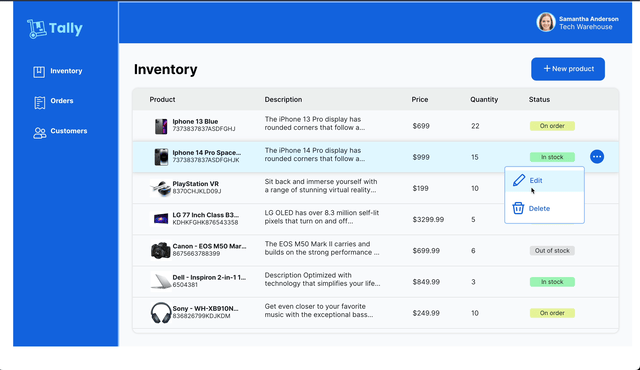 Tally
Samantha Anderson
Tech Warehouse
Inventory
Orders
Customers
Inventory
+ New product
Product Description Price Quantity Status
Iphone 13 Blue
7373837837ASDFGHJ
The iPhone 13 Pro display has
rounded corners that follow a...
$699 22 On order
Iphone 14 Pro Space...
7373837837ASDFGHJK
The iPhone 14 Pro display has
rounded corners that follow a...
$999 15 In stock
Edit
Delete
PlayStation VR
8370CHJKLD09J
Sit back and immerse yourself with
a range of stunning virtual reality...
$199 10
LG 77 Inch Class B3...
KDHKFGHK876543358
LG OLED has over 8.3 million self-lit
pixels that turn on and off...
$3299.99 5
Canon - EOS M50 Mar...
8675663788399
The EOS M50 Mark II carries and
builds on the strong performance ...
$699.99 6 Out of stock
Dell - Inspiron 2-in-1 1...
6504381
Description Optimized with
technology that simplifies your life...
$849.99 3 In stock
Sony - WH-XB910N...
836826799KDJKDM
Get even closer to your favorite
music with the exceptional bass...
$249.99 10 On order